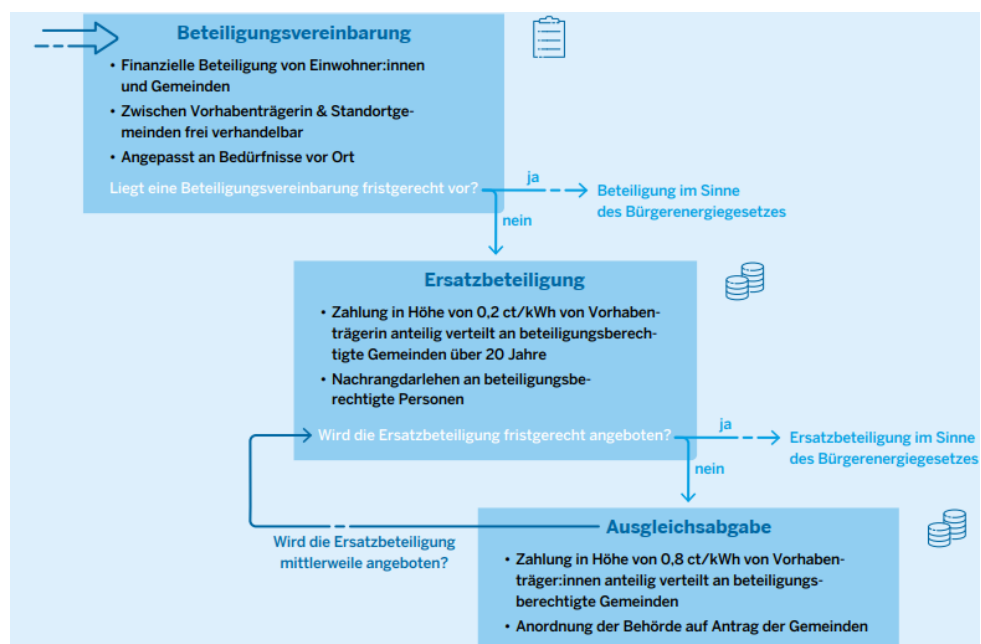 Beteiligungsvereinbarung
• Finanzielle Beteiligung von Einwohner:innen
und Gemeinden
• Zwischen Vorhabenträgerin & Standortge-
meinden frei verhandelbar
• Angepasst an Bedürfnisse vor Ort
Liegt eine Beteiligungsvereinbarung fristgerecht vor?
ja
Beteiligung im Sinne
des Bürgerenergiegesetzes
nein
Ersatzbeteiligung
• Zahlung in Höhe von 0,2 ct/kWh von Vorhaben-
trägerin anteilig verteilt an beteiligungsberech-
tigte Gemeinden über 20 Jahre
• Nachrangdarlehen an beteiligungsbe-
rechtigte Personen
Wird die Ersatzbeteiligung fristgerecht angeboten?
ja
Ersatzbeteiligung im Sinne
des Bürgerenergiegesetzes
nein
Wird die Ersatzbeteiligung
mittlerweile angeboten?
Ausgleichsabgabe
• Zahlung in Höhe von 0,8 ct/kWh von Vorhaben-
träger:innen anteilig verteilt an beteiligungs-
berechtigte Gemeinden
• Anordnung der Behörde auf Antrag der Gemeinden